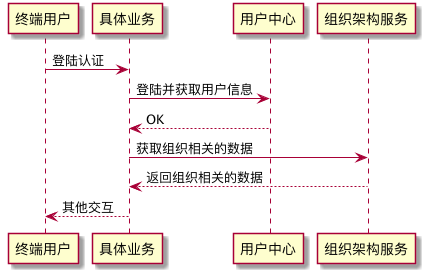 终端用户 具体业务 用户中心 组织架构服务
登陆认证
登陆并获取用户信息
OK
获取组织相关的数据
返回组织相关的数据
其他交互
终端用户 具体业务 用户中心 组织架构服务